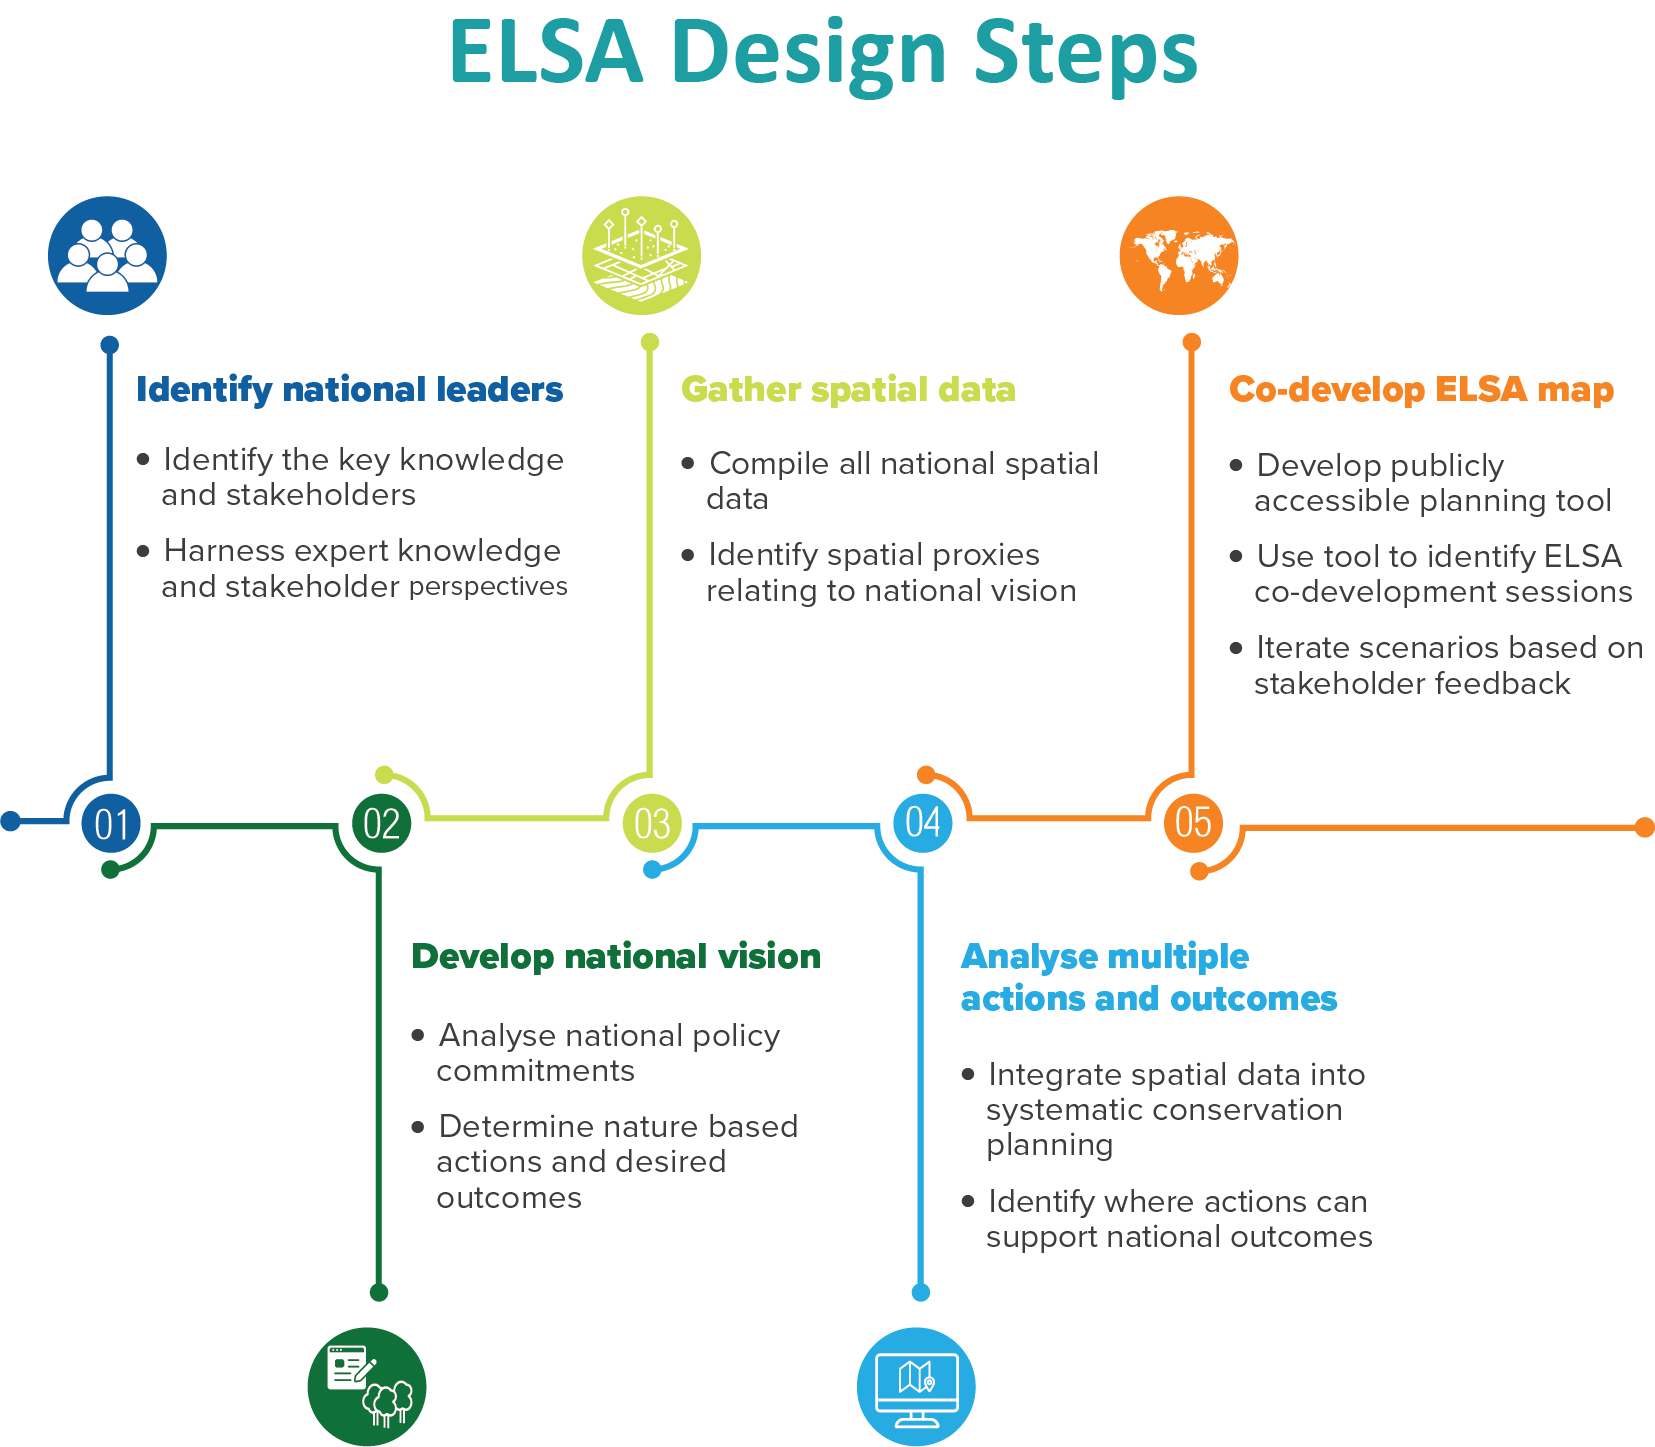 ELSA Design Steps
01
Identify national leaders
• Identify the key knowledge
and stakeholders
• Harness expert knowledge
and stakeholder perspectives
02
Develop national vision
• Analyse national policy
commitments
• Determine nature based
actions and desired
outcomes
03
Gather spatial data
• Compile all national spatial
data
• Identify spatial proxies
relating to national vision
04
Analyse multiple
actions and outcomes
• Integrate spatial data into
systematic conservation
planning
• Identify where actions can
support national outcomes
05
Co-develop ELSA map
• Develop publicly
accessible planning tool
• Use tool to identify ELSA
co-development sessions
• Iterate scenarios based on
stakeholder feedback